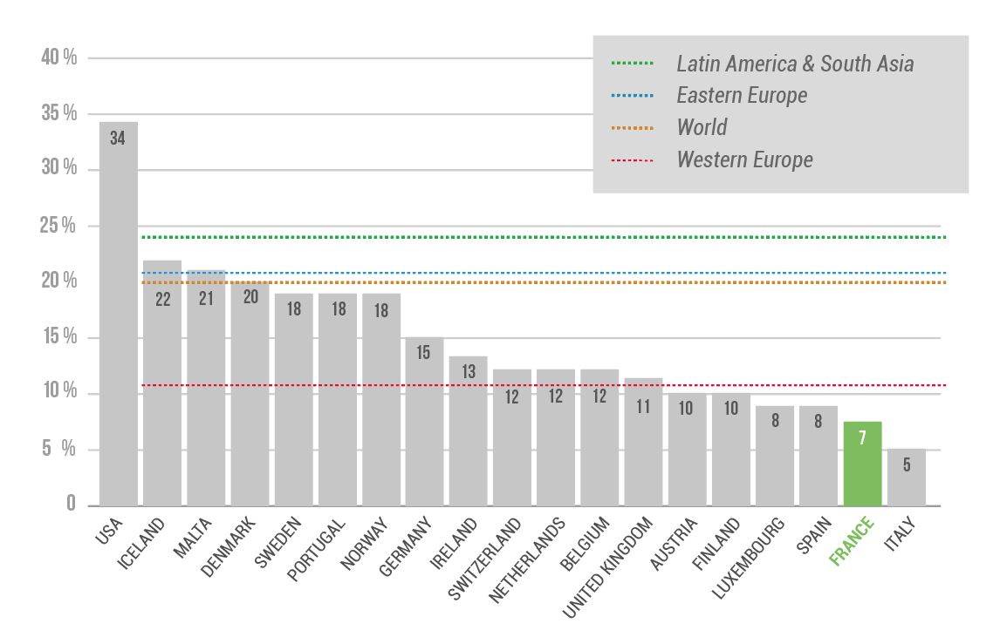 40 %
35 %
30 %
25 %
20 %
15 %
10 %
5 %
0
Latin America & South Asia
Eastern Europe
World
Western Europe
34
22
21
20
18
18
18
15
13
12
12
12
11
10
10
8
8
7
5
USA
ICELAND
MALTA
DENMARK
SWEDEN
PORTUGAL
NORWAY
GERMANY
IRELAND
SWITZERLAND
NETHERLANDS
BELGIUM
UNITED KINGDOM
AUSTRIA
FINLAND
LUXEMBOURG
SPAIN
FRANCE
ITALY